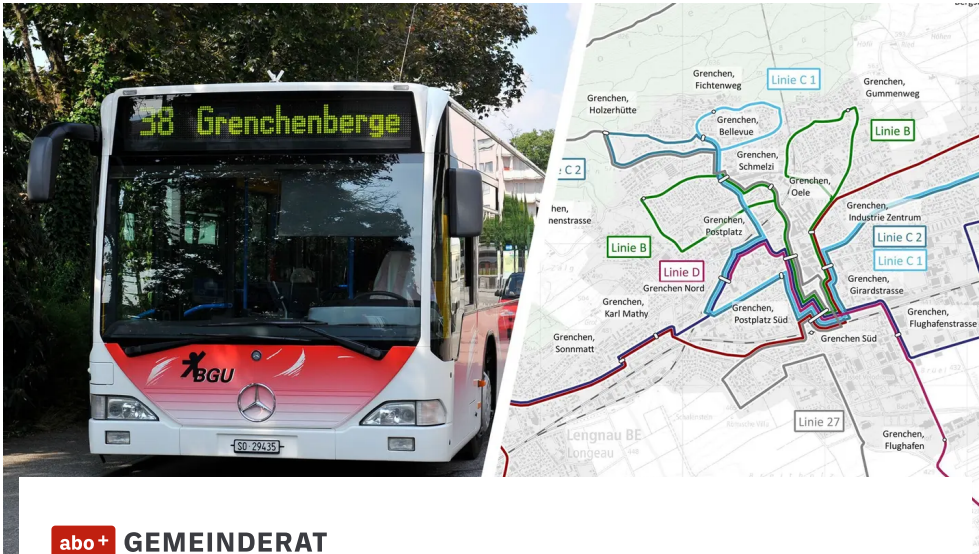 38 Grenchenberge
BGU
SO 29435
Grenchen,
Fichtenweg
Linie C 1
Grenchen,
Gummenweg
Grenchen,
Holzerhütte
Grenchen,
Bellevue
Linie B
Grenchen,
Schmelzi
C 2
Grenchen,
Oele
Grenchen,
Industrie Zentrum
Grenchen,
Postplatz
Linie C 2
Linie B
Linie C 1
Linie D
Grenchen Nord
Grenchen,
Girardstrasse
Grenchen,
Karl Mathy
Grenchen,
Postplatz Süd
Grenchen,
Flughafenstrasse
Grenchen,
Sonnmatt
Grenchen Süd
Linie 27
Lengnau BE
Longeau
Grenchen,
Flughafen
abo+ GEMEINDERAT